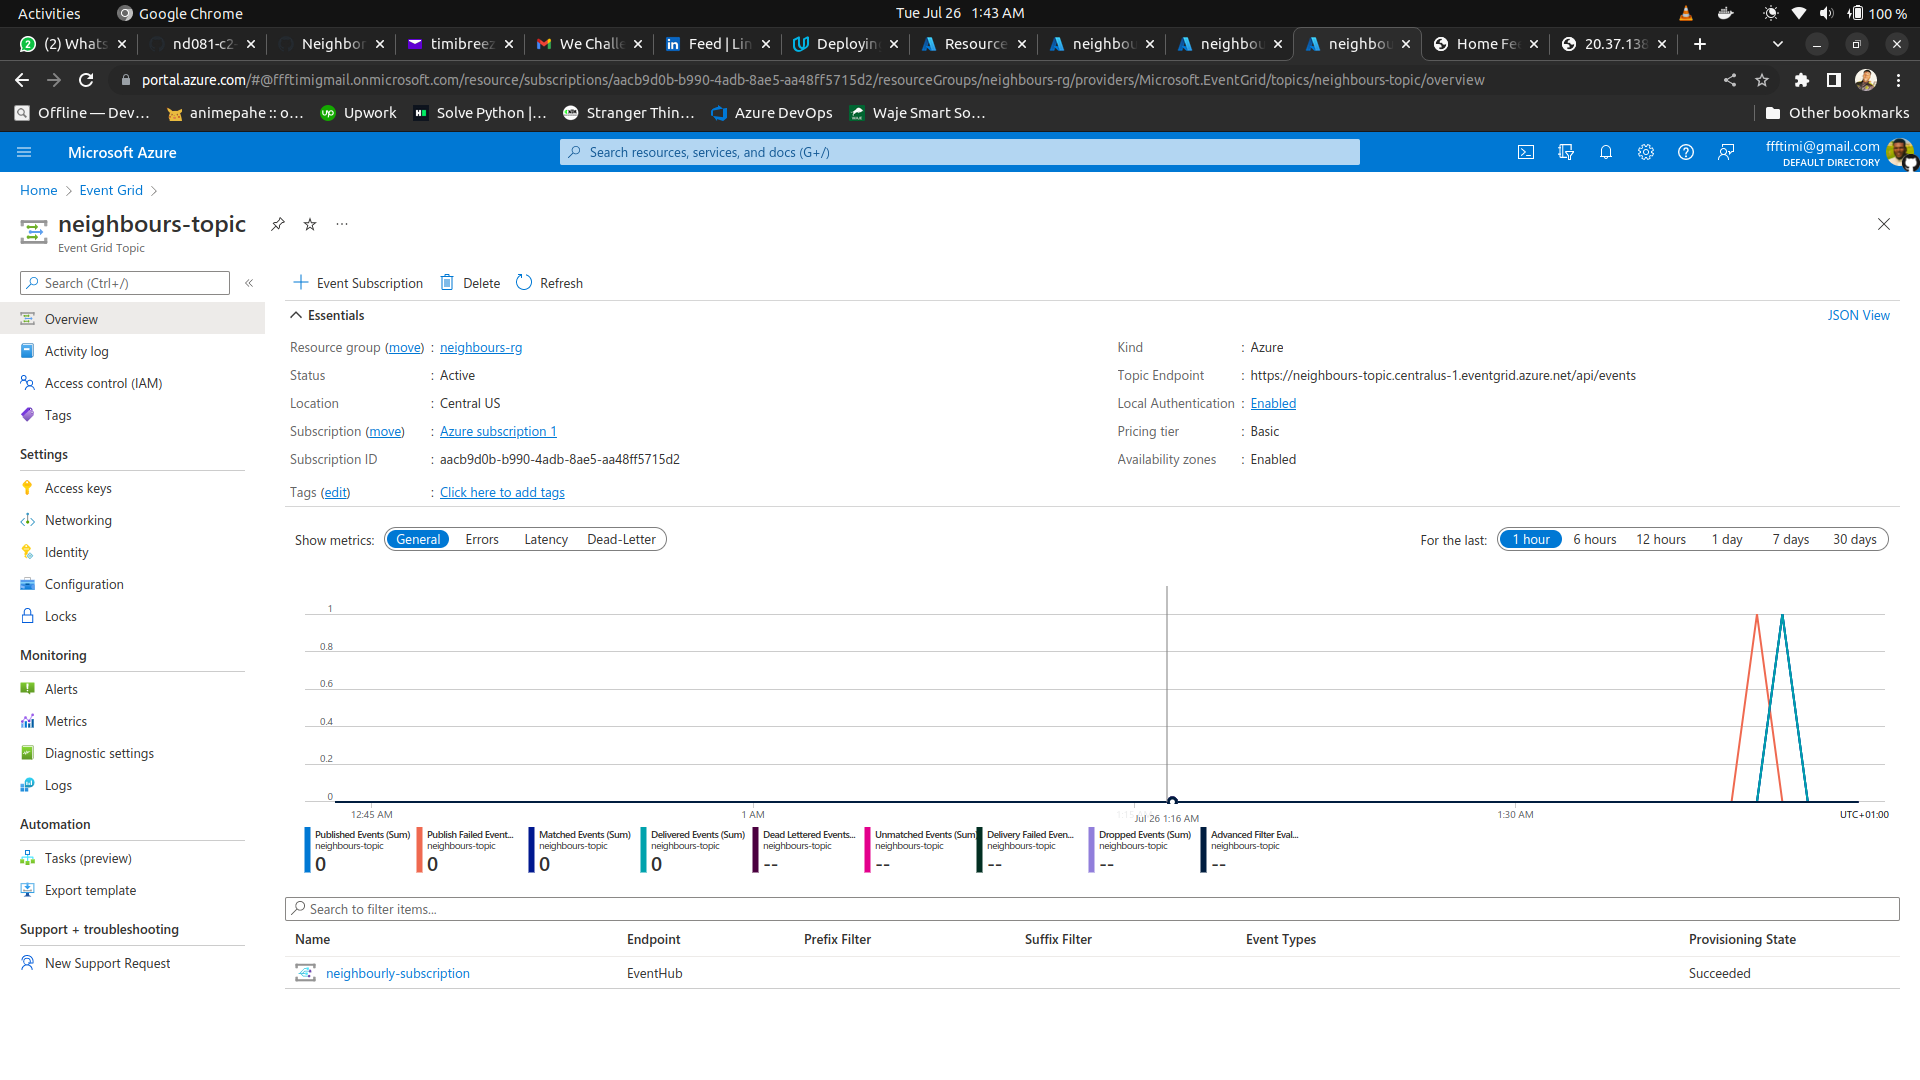 Activities
Google Chrome
Tue Jul 26 1:43 AM
100 %
(2) Whats
nd081-c2-
Neighbor
timibreez
We Challe
Feed | Lin
Deploying
Resource
neighbou
neighbou
neighbou
Home Fee
20.37.138
portal.azure.com/#@ffftimigmail.onmicrosoft.com/resource/subscriptions/aacb9d0b-b990-4adb-8ae5-aa48ff5715d2/resourceGroups/neighbours-rg/providers/Microsoft.EventGrid/topics/neighbours-topic/overview
Offline — Dev...
animepahe :: o...
Upwork
Solve Python |...
Stranger Thin...
Azure DevOps
Waje Smart So...
Other bookmarks
Microsoft Azure
Search resources, services, and docs (G+/)
ffftimi@gmail.com
DEFAULT DIRECTORY
Home > Event Grid >
neighbours-topic
Event Grid Topic
Search (Ctrl+/)
Overview
Activity log
Access control (IAM)
Tags
Settings
Access keys
Networking
Identity
Configuration
Locks
Monitoring
Alerts
Metrics
Diagnostic settings
Logs
Automation
Tasks (preview)
Export template
Support + troubleshooting
New Support Request
Event Subscription
Delete
Refresh
Essentials
JSON View
Resource group (move) : neighbours-rg
Status : Active
Location : Central US
Subscription (move) : Azure subscription 1
Subscription ID : aacb9d0b-b990-4adb-8ae5-aa48ff5715d2
Tags (edit) : Click here to add tags
Kind : Azure
Topic Endpoint : https://neighbours-topic.centralus-1.eventgrid.azure.net/api/events
Local Authentication : Enabled
Pricing tier : Basic
Availability zones : Enabled
Show metrics: General Errors Latency Dead-Letter
For the last: 1 hour 6 hours 12 hours 1 day 7 days 30 days
1
0.8
0.6
0.4
0.2
0
12:45 AM
1 AM
Jul 26 1:16 AM
1:30 AM
UTC+01:00
Published Events (Sum)
neighbours-topic
0
Publish Failed Event...
neighbours-topic
0
Matched Events (Sum)
neighbours-topic
0
Delivered Events (Sum)
neighbours-topic
0
Dead Lettered Events...
neighbours-topic
--
Unmatched Events (Sum)
neighbours-topic
--
Delivery Failed Even...
neighbours-topic
--
Dropped Events (Sum)
neighbours-topic
--
Advanced Filter Eval...
neighbours-topic
--
Search to filter items...
Name Endpoint Prefix Filter Suffix Filter Event Types Provisioning State
neighbourly-subscription EventHub Succeeded